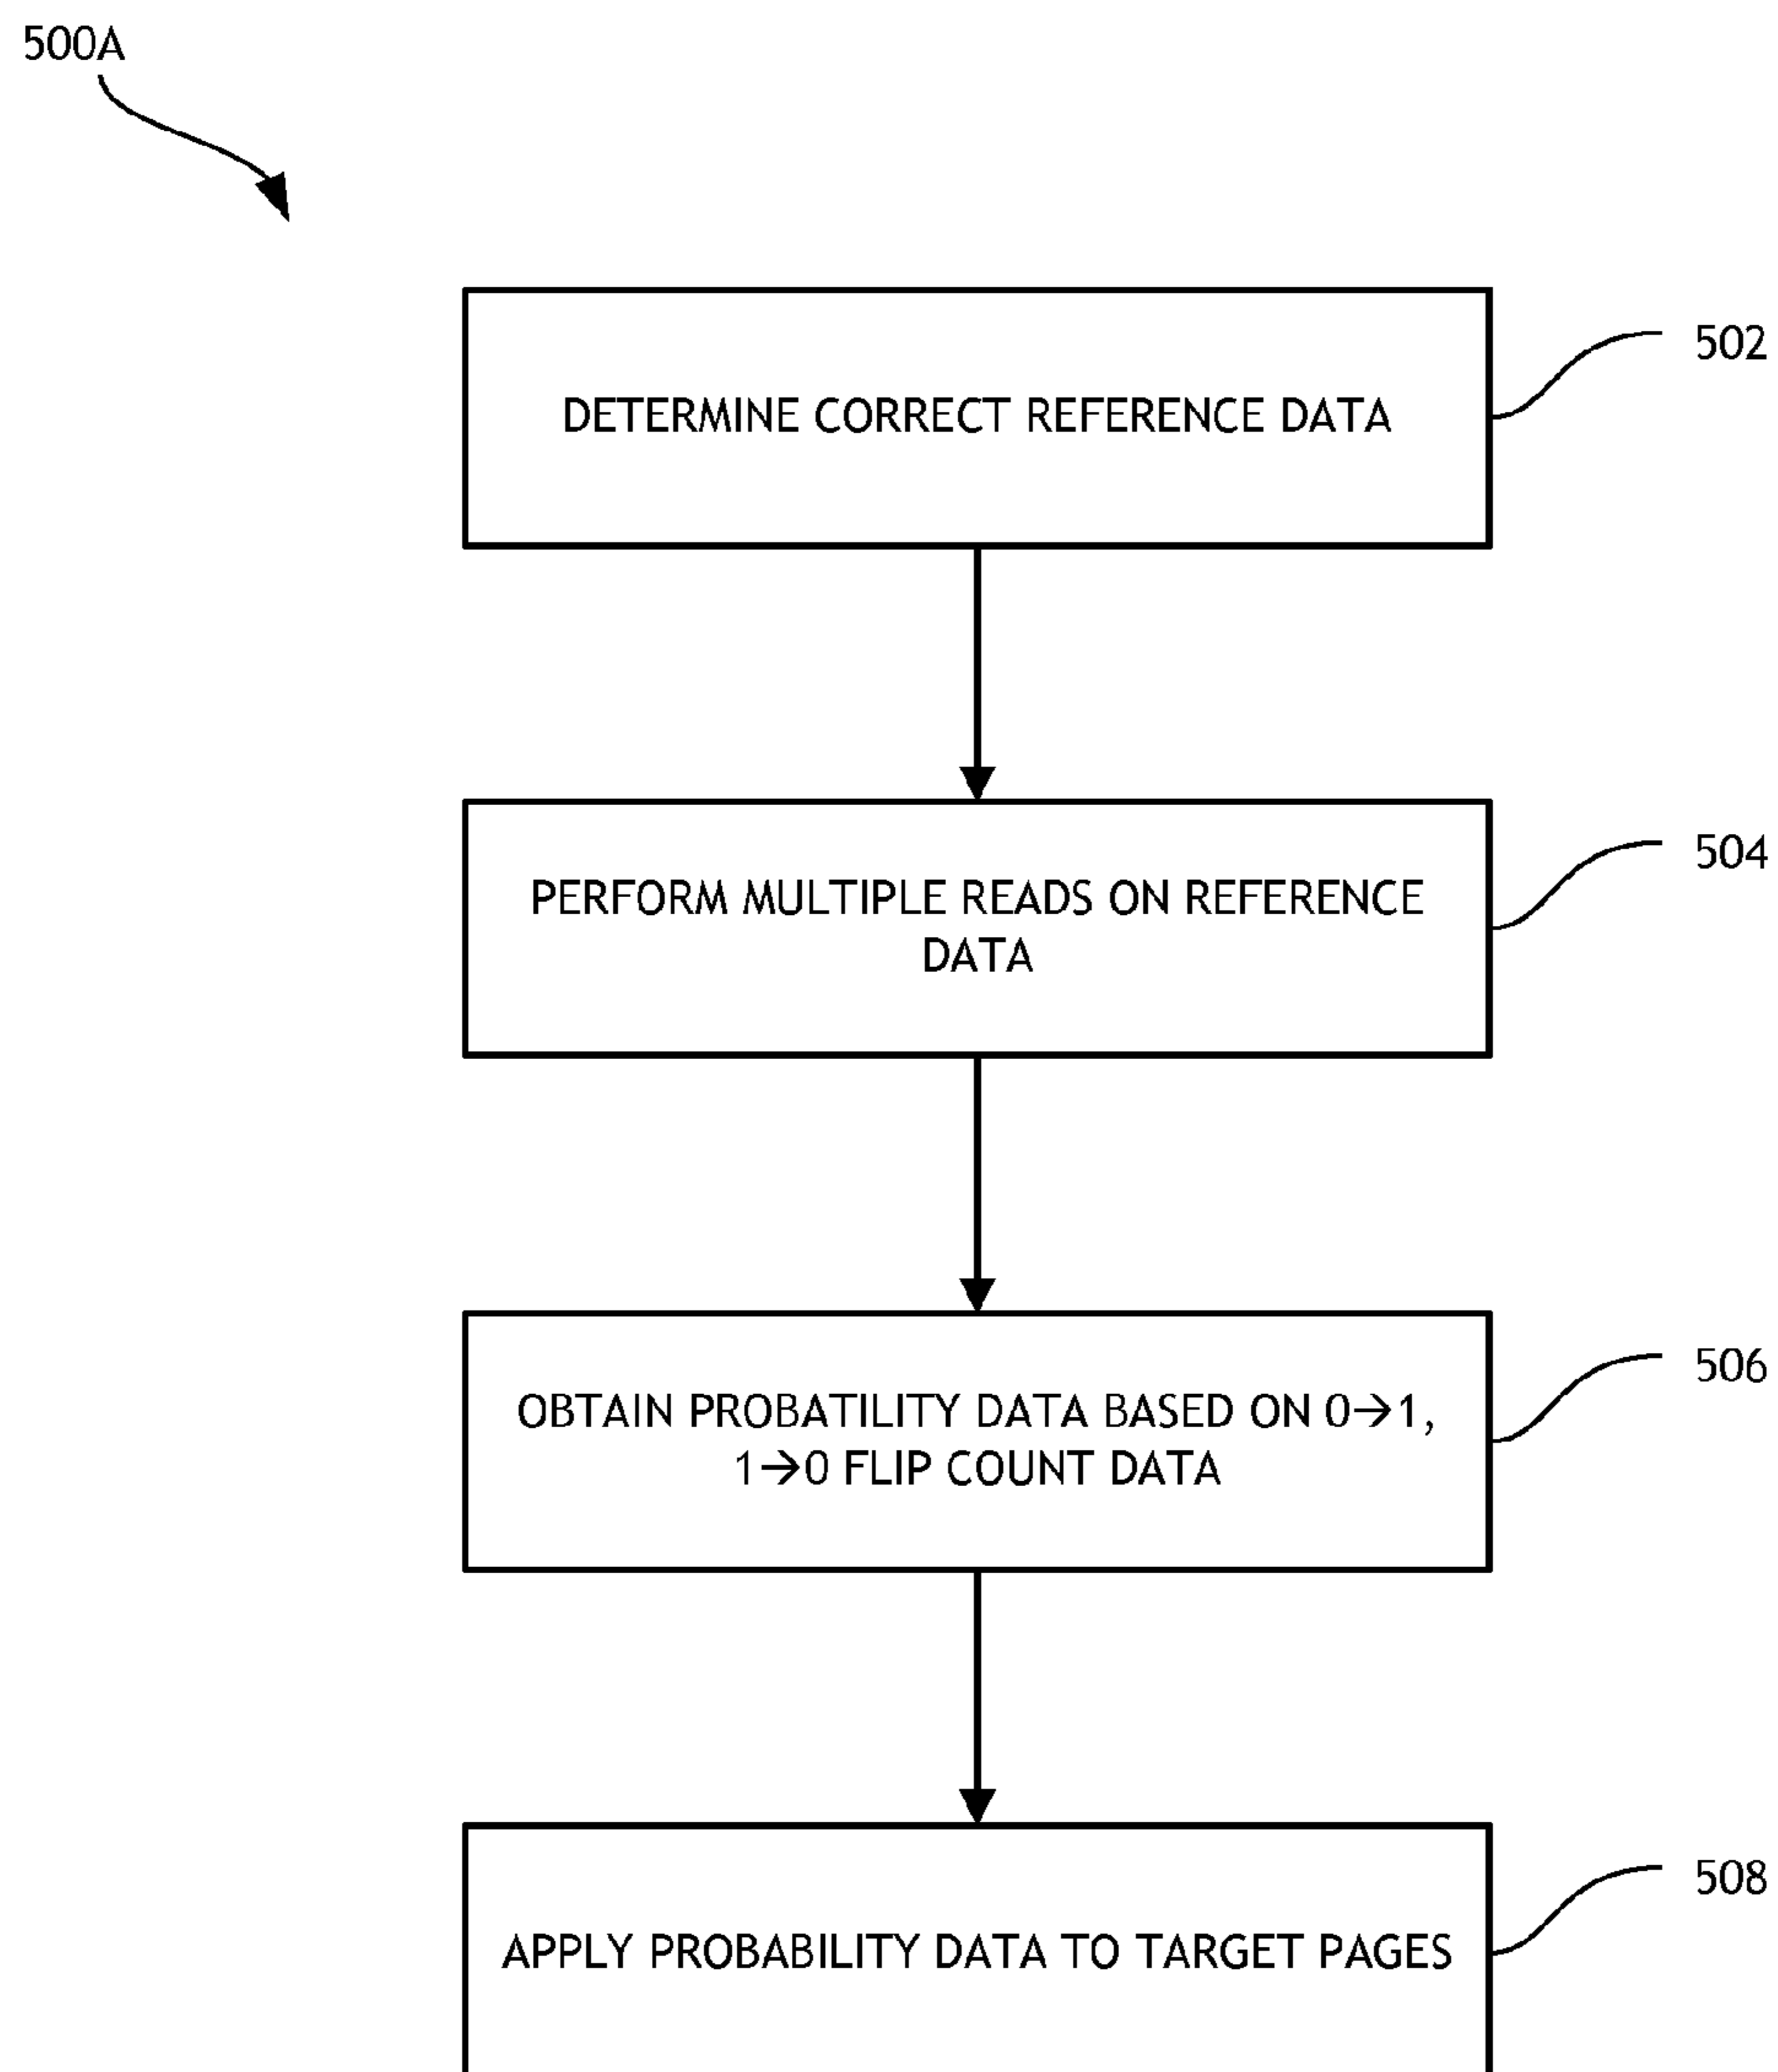 500A
DETERMINE CORRECT REFERENCE DATA
502
PERFORM MULTIPLE READS ON REFERENCE
DATA
504
OBTAIN PROBATILITY DATA BASED ON 0→1,
1→0 FLIP COUNT DATA
506
APPLY PROBABILITY DATA TO TARGET PAGES
508